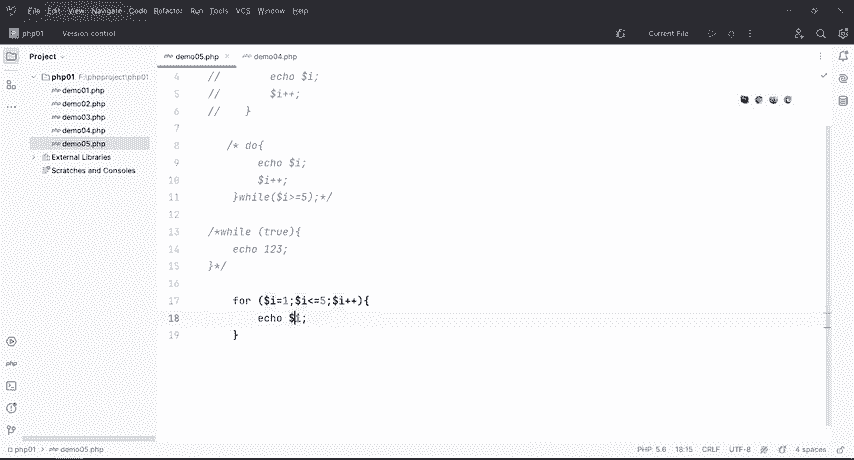 File Edit View Navigate Code Refactor Run Tools VCS Window Help
php01 Version control Current File
Project
demo05.php demo04.php
php01 F:\phpproject\php01
demo01.php
demo02.php
demo03.php
demo04.php
demo05.php
External Libraries
Scratches and Consoles
4 // echo $i;
5 // $i++;
6 // }
7
8 /* do{
9 echo $i;
10 $i++;
11 }while($i>=5);*/
12
13 /*while (true){
14 echo 123;
15 }*/
16
17 for ($i=1;$i<=5;$i++){
18 echo $i;
19 }
php
php01 > demo05.php PHP 5.6 18:15 CRLF UTF-8 4 spaces